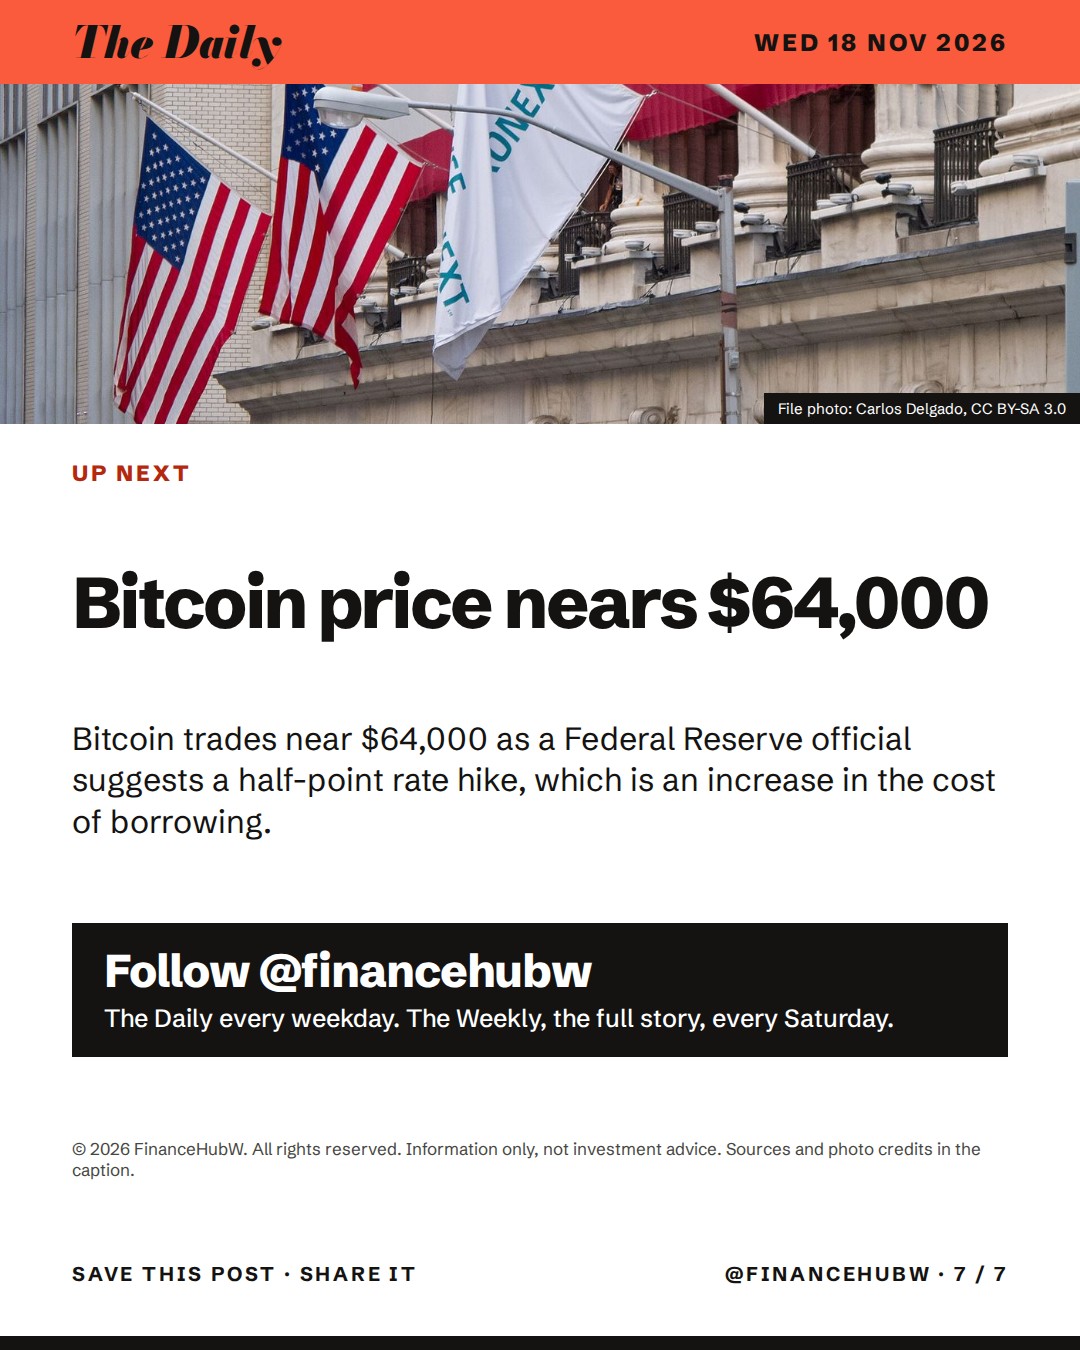 The Daily
WED 18 NOV 2026
File photo: Carlos Delgado, CC BY-SA 3.0
UP NEXT
Bitcoin price nears $64,000
Bitcoin trades near $64,000 as a Federal Reserve official
suggests a half-point rate hike, which is an increase in the cost
of borrowing.
Follow @financehubw
The Daily every weekday. The Weekly, the full story, every Saturday.
© 2026 FinanceHubW. All rights reserved. Information only, not investment advice. Sources and photo credits in the
caption.
SAVE THIS POST · SHARE IT
@FINANCEHUBW · 7 / 7